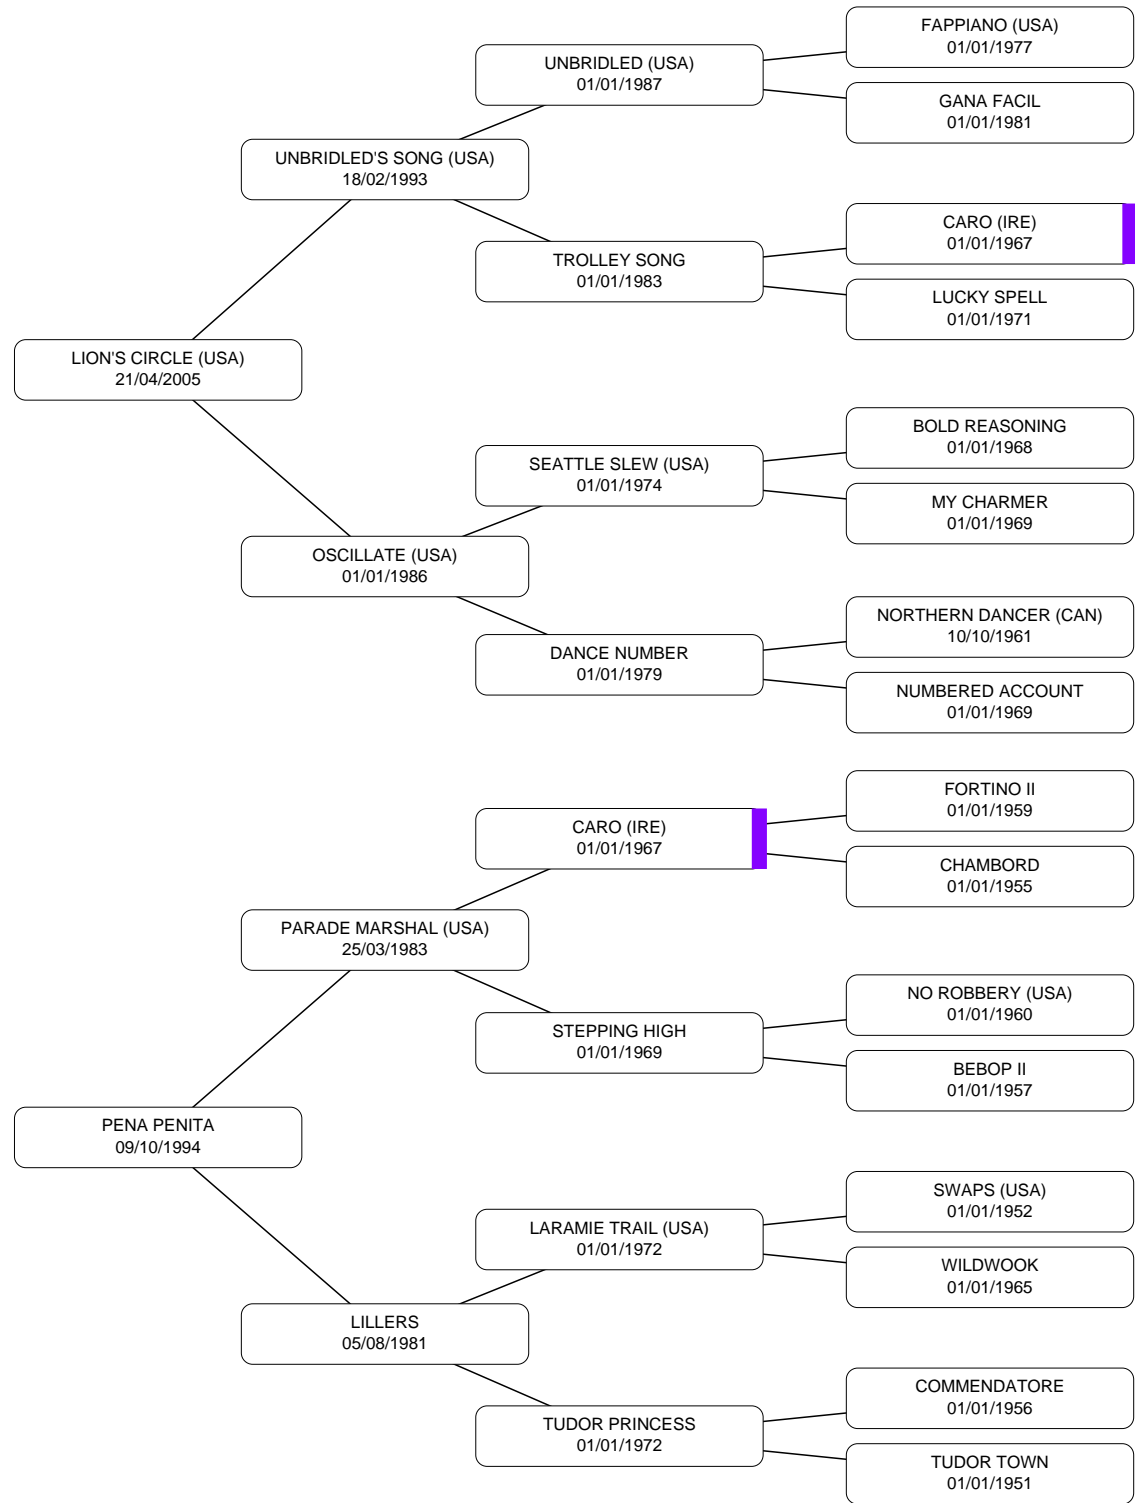 FAPPIANO (USA)
01/01/1977
UNBRIDLED (USA)
01/01/1987
GANA FACIL
01/01/1981
UNBRIDLED'S SONG (USA)
18/02/1993
CARO (IRE)
01/01/1967
TROLLEY SONG
01/01/1983
LUCKY SPELL
01/01/1971
LION'S CIRCLE (USA)
21/04/2005
BOLD REASONING
01/01/1968
SEATTLE SLEW (USA)
01/01/1974
MY CHARMER
01/01/1969
OSCILLATE (USA)
01/01/1986
NORTHERN DANCER (CAN)
10/10/1961
DANCE NUMBER
01/01/1979
NUMBERED ACCOUNT
01/01/1969
FORTINO II
01/01/1959
CARO (IRE)
01/01/1967
CHAMBORD
01/01/1955
PARADE MARSHAL (USA)
25/03/1983
NO ROBBERY (USA)
01/01/1960
STEPPING HIGH
01/01/1969
BEBOP II
01/01/1957
PENA PENITA
09/10/1994
SWAPS (USA)
01/01/1952
LARAMIE TRAIL (USA)
01/01/1972
WILDWOOK
01/01/1965
LILLERS
05/08/1981
COMMENDATORE
01/01/1956
TUDOR PRINCESS
01/01/1972
TUDOR TOWN
01/01/1951